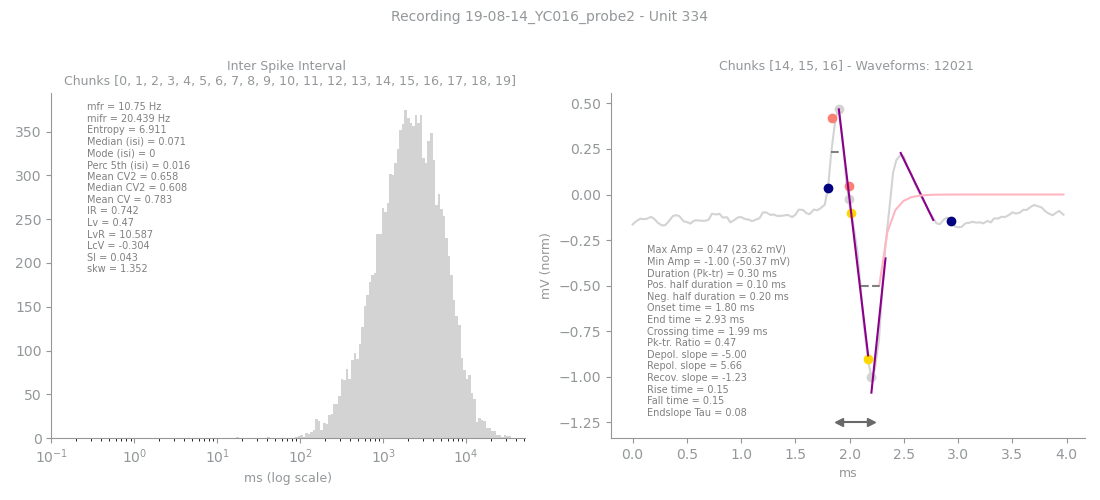 Recording 19-08-14_YC016_probe2 - Unit 334
Inter Spike Interval
Chunks [0, 1, 2, 3, 4, 5, 6, 7, 8, 9, 10, 11, 12, 13, 14, 15, 16, 17, 18, 19]
mfr = 10.75 Hz
mifr = 20.439 Hz
Entropy = 6.911
Median (isi) = 0.071
Mode (isi) = 0
Perc 5th (isi) = 0.016
Mean CV2 = 0.658
Median CV2 = 0.608
Mean CV = 0.783
IR = 0.742
Lv = 0.47
LvR = 10.587
LcV = -0.304
SI = 0.043
skw = 1.352
350
300
250
200
150
100
50
0
10⁻¹ 10⁰ 10¹ 10² 10³ 10⁴
ms (log scale)
Chunks [14, 15, 16] - Waveforms: 12021
mV (norm)
0.50
0.25
0.00
−0.25
−0.50
−0.75
−1.00
−1.25
Max Amp = 0.47 (23.62 mV)
Min Amp = -1.00 (-50.37 mV)
Duration (Pk-tr) = 0.30 ms
Pos. half duration = 0.10 ms
Neg. half duration = 0.20 ms
Onset time = 1.80 ms
End time = 2.93 ms
Crossing time = 1.99 ms
Pk-tr. Ratio = 0.47
Depol. slope = -5.00
Repol. slope = 5.66
Recov. slope = -1.23
Rise time = 0.15
Fall time = 0.15
Endslope Tau = 0.08
0.0 0.5 1.0 1.5 2.0 2.5 3.0 3.5 4.0
ms